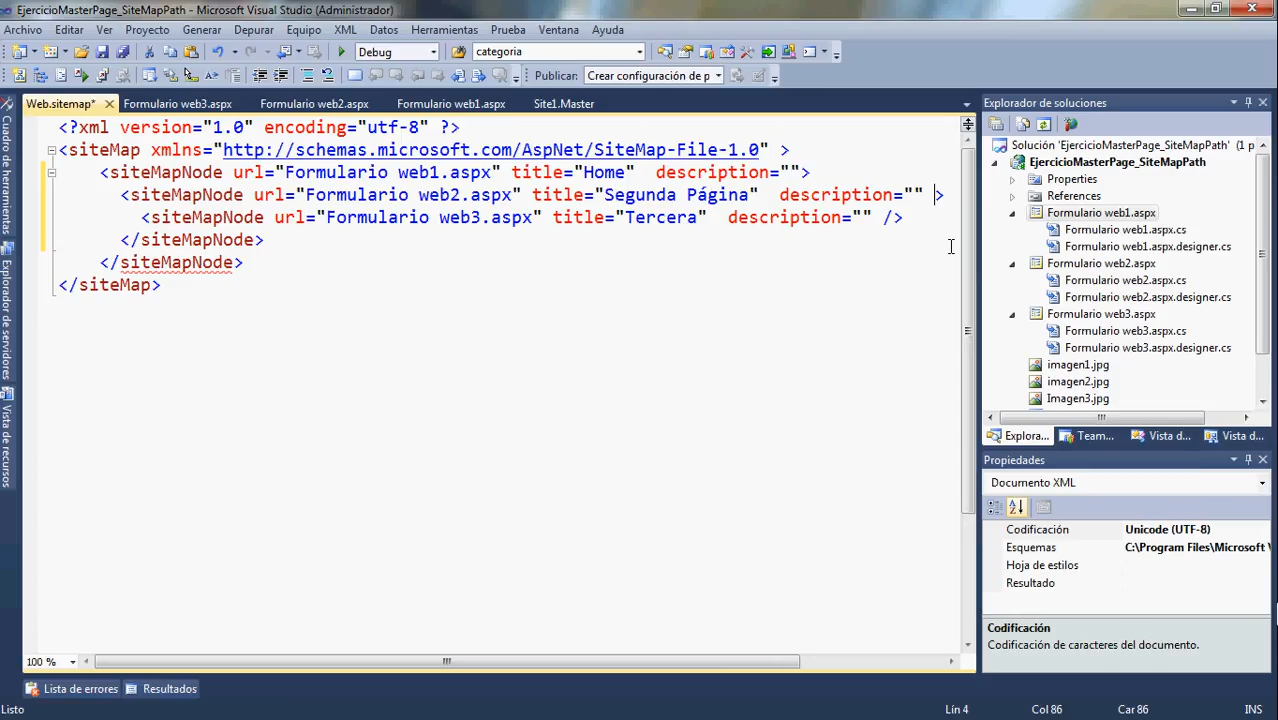 EjercicioMasterPage_SiteMapPath - Microsoft Visual Studio (Administrador)
Archivo Editar Ver Proyecto Generar Depurar Equipo XML Datos Herramientas Prueba Ventana Ayuda
Debug categoria
Publicar: Crear configuración de p
Web.sitemap* Formulario web3.aspx Formulario web2.aspx Formulario web1.aspx Site1.Master
<?xml version="1.0" encoding="utf-8" ?>
<siteMap xmlns="http://schemas.microsoft.com/AspNet/SiteMap-File-1.0" >
<siteMapNode url="Formulario web1.aspx" title="Home"  description="">
<siteMapNode url="Formulario web2.aspx" title="Segunda Página"  description="" >
<siteMapNode url="Formulario web3.aspx" title="Tercera"  description="" />
</siteMapNode>
</siteMapNode>
</siteMap>
100 %
Cuadro de herramientas
Explorador de servidores
Vista de recursos
Explorador de soluciones
Solución 'EjercicioMasterPage_SiteMapPath' (1 p
EjercicioMasterPage_SiteMapPath
Properties
References
Formulario web1.aspx
Formulario web1.aspx.cs
Formulario web1.aspx.designer.cs
Formulario web2.aspx
Formulario web2.aspx.cs
Formulario web2.aspx.designer.cs
Formulario web3.aspx
Formulario web3.aspx.cs
Formulario web3.aspx.designer.cs
imagen1.jpg
imagen2.jpg
Imagen3.jpg
Explora... Team... Vista d... Vista d...
Propiedades
Documento XML
Codificación Unicode (UTF-8)
Esquemas C:\Program Files\Microsoft V
Hoja de estilos
Resultado
Codificación
Codificación de caracteres del documento.
Lista de errores Resultados
Listo Lín 4 Col 86 Car 86 INS